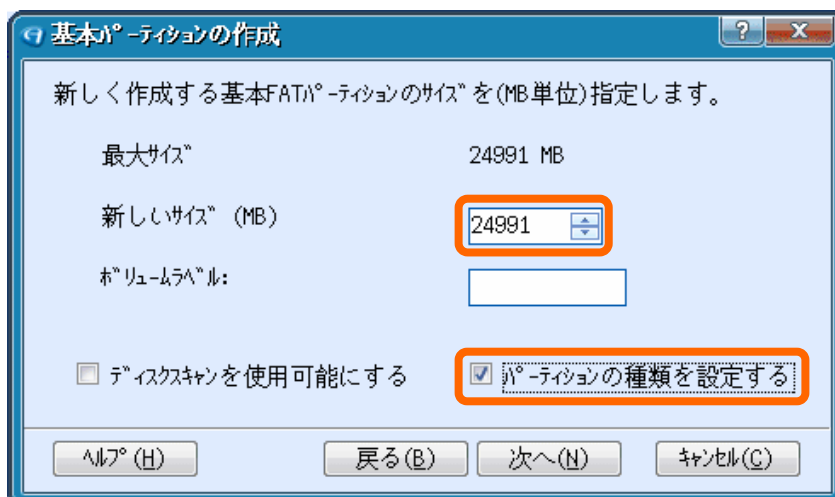 基本ﾊﾟｰﾃｨｼｮﾝの作成
新しく作成する基本FATﾊﾟｰﾃｨｼｮﾝのｻｲｽﾞを(MB単位)指定します。
最大ｻｲｽﾞ 24991 MB
新しいｻｲｽﾞ (MB) 24991
ﾎﾞﾘｭｰﾑﾗﾍﾞﾙ:
ﾃﾞｨｽｸｽｷｬﾝを使用可能にする ﾊﾟｰﾃｨｼｮﾝの種類を設定する
ﾍﾙﾌﾟ(H) 戻る(B) 次へ(N) ｷｬﾝｾﾙ(C)